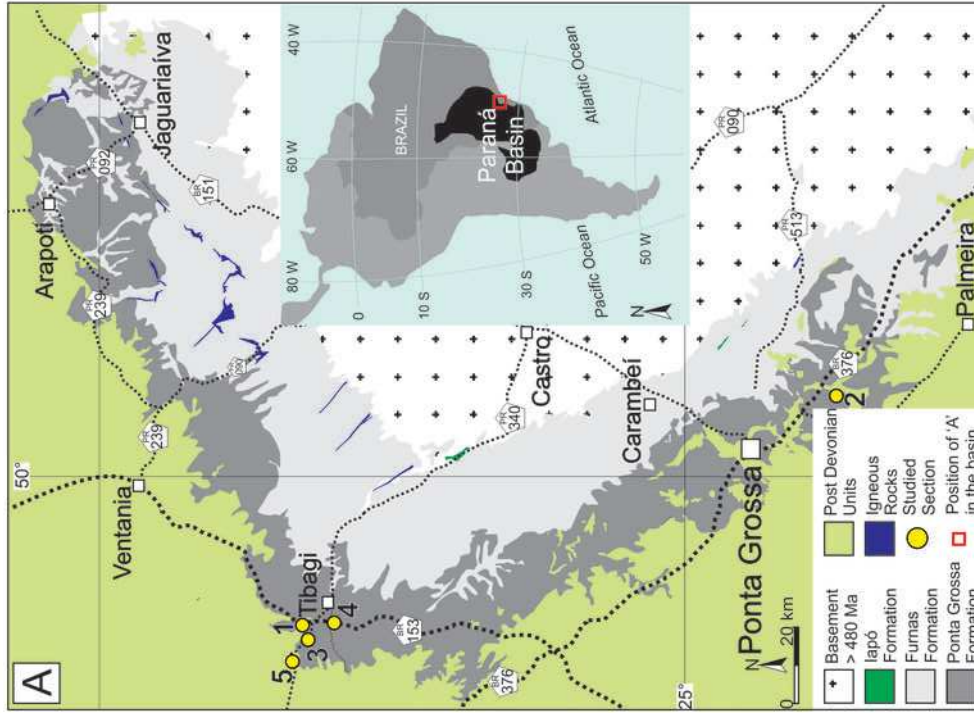 A
50°
Ventania
Arapoti
Jaguariaíva
PR
239
PR
239
PR
092
PR
090
BR
151
1
Tibagi
3
4
5
BR
153
PR
340
Castro
Carambeí
BR
376
Ponta Grossa
25°
2
BR
376
PR
513
PR
090
Palmeira
N
0 20 km
80 W
60 W
40 W
0
10 S
30 S
50 W
BRAZIL
Paraná
Basin
Pacific Ocean
Atlantic Ocean
N
Basement
> 480 Ma
Iapó
Formation
Furnas
Formation
Ponta Grossa
Formation
Post Devonian
Units
Igneous
Rocks
Studied
Section
Position of 'A'
in the basin